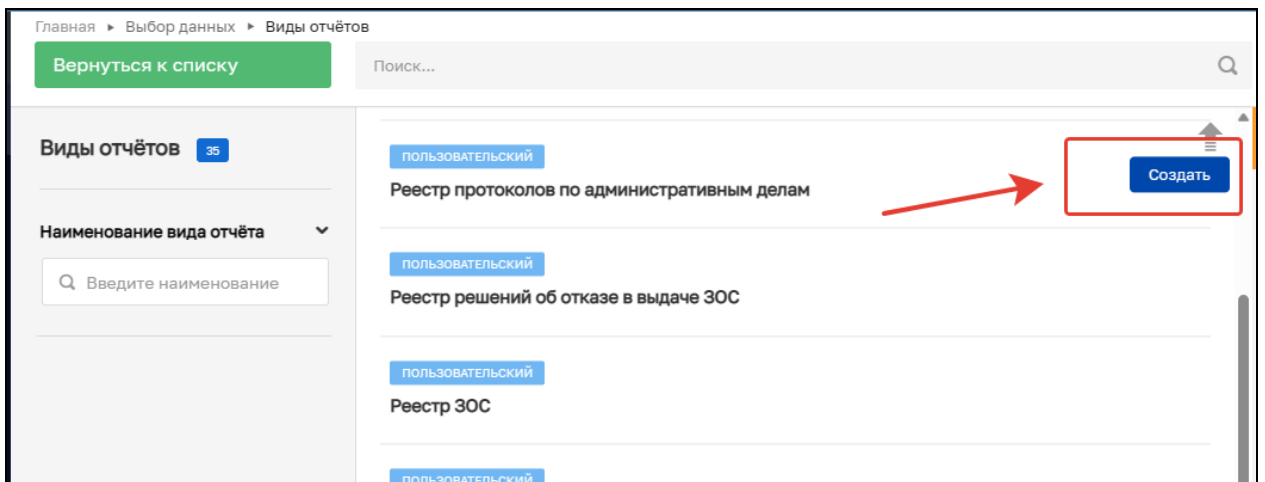 Главная ▸ Выбор данных ▸ Виды отчётов
Вернуться к списку
Поиск...
Виды отчётов 35
Наименование вида отчёта
Введите наименование
ПОЛЬЗОВАТЕЛЬСКИЙ
Реестр протоколов по административным делам
Создать
ПОЛЬЗОВАТЕЛЬСКИЙ
Реестр решений об отказе в выдаче ЗОС
ПОЛЬЗОВАТЕЛЬСКИЙ
Реестр ЗОС
ПОЛЬЗОВАТЕЛЬСКИЙ